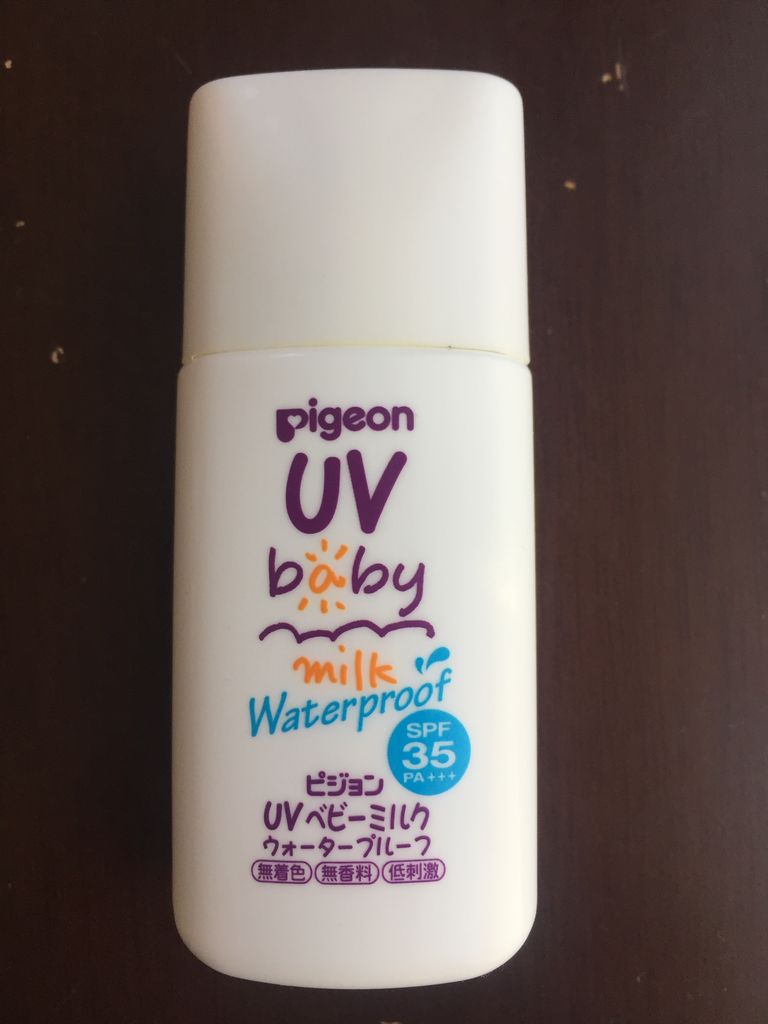 pigeon
UV
baby
milk
Waterproof
SPF
35
PA+++
ピジョン
UVベビーミルク
ウォータープルーフ
無着色 無香料 低刺激